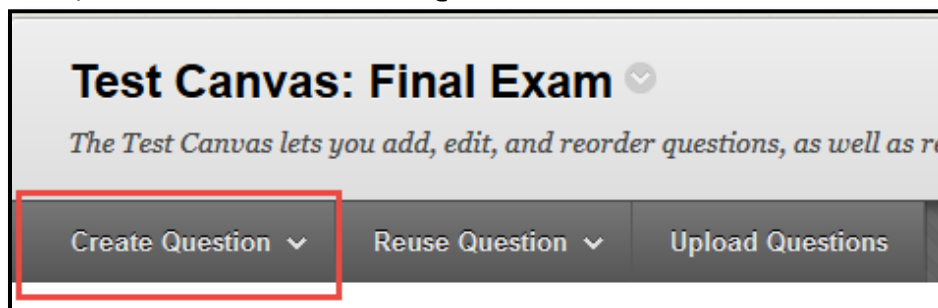 Test Canvas: Final Exam
The Test Canvas lets you add, edit, and reorder questions, as well as
Create Question Reuse Question Upload Questions